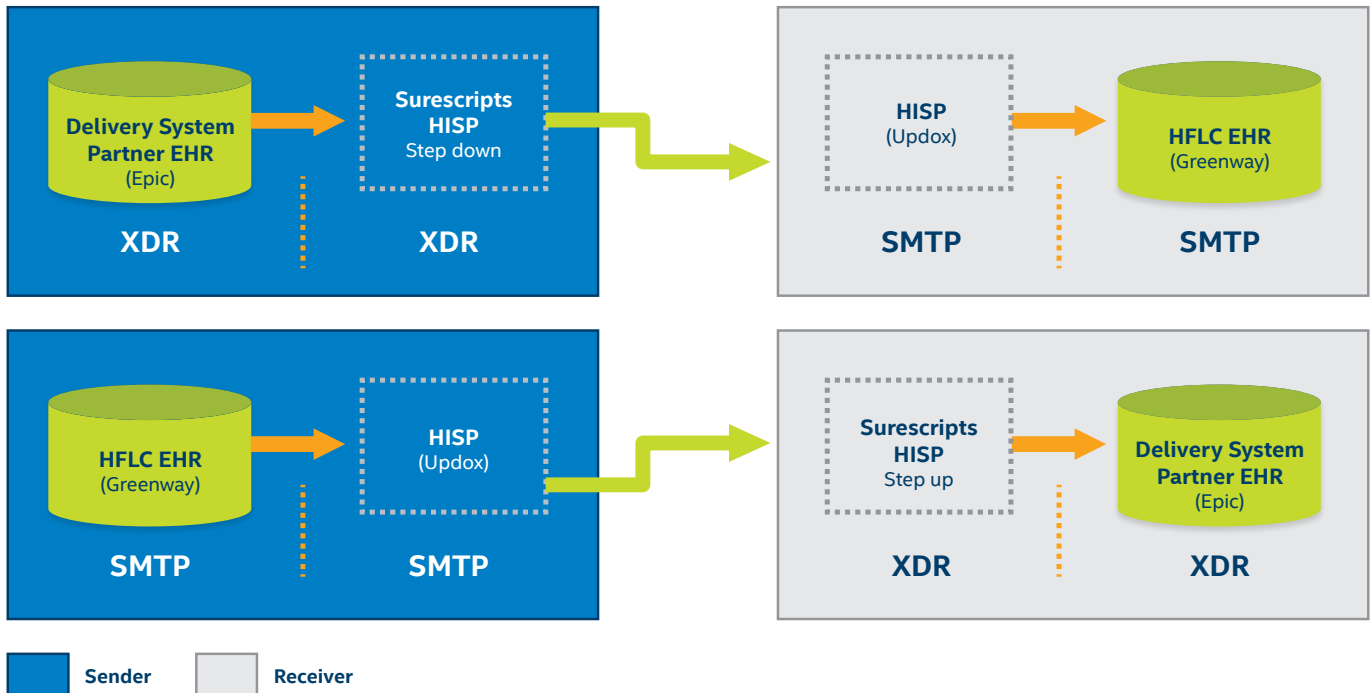 Delivery System
Partner EHR
(Epic)
XDR
Surescripts
HISP
Step down
XDR
HISP
(Updox)
SMTP
HFLC EHR
(Greenway)
SMTP
HFLC EHR
(Greenway)
SMTP
HISP
(Updox)
SMTP
Surescripts
HISP
Step up
XDR
Delivery System
Partner EHR
(Epic)
XDR
Sender
Receiver